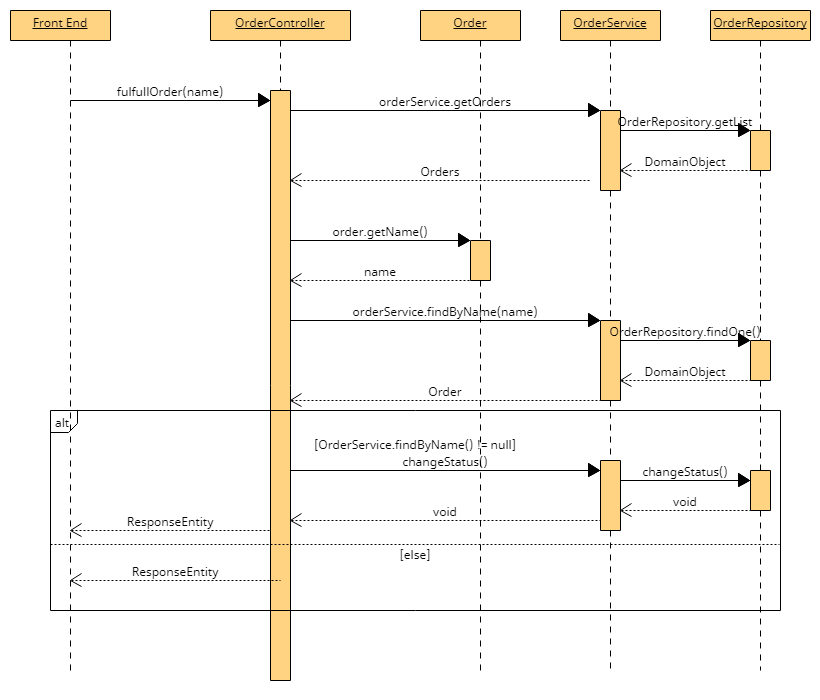 Front End
OrderController
Order
OrderService
OrderRepository
fulfullOrder(name)
orderService.getOrders
OrderRepository.getList
DomainObject
Orders
order.getName()
name
orderService.findByName(name)
OrderRepository.findOne()
DomainObject
Order
alt
[OrderService.findByName() != null]
changeStatus()
changeStatus()
void
void
ResponseEntity
[else]
ResponseEntity